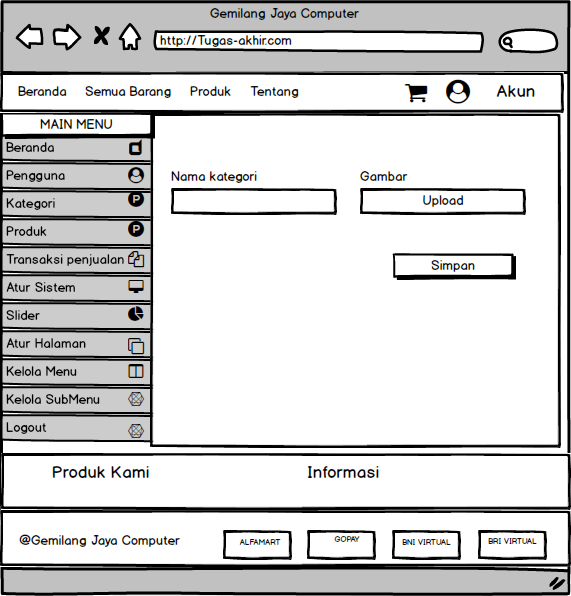 Gemilang Jaya Computer
http://Tugas-akhir.com
Beranda Semua Barang Produk Tentang Akun
MAIN MENU
Beranda
Pengguna
Kategori P
Produk P
Transaksi penjualan
Atur Sistem
Slider
Atur Halaman
Kelola Menu
Kelola SubMenu
Logout
Nama kategori Gambar
Upload
Simpan
Produk Kami Informasi
@Gemilang Jaya Computer ALFAMART GOPAY BNI VIRTUAL BRI VIRTUAL